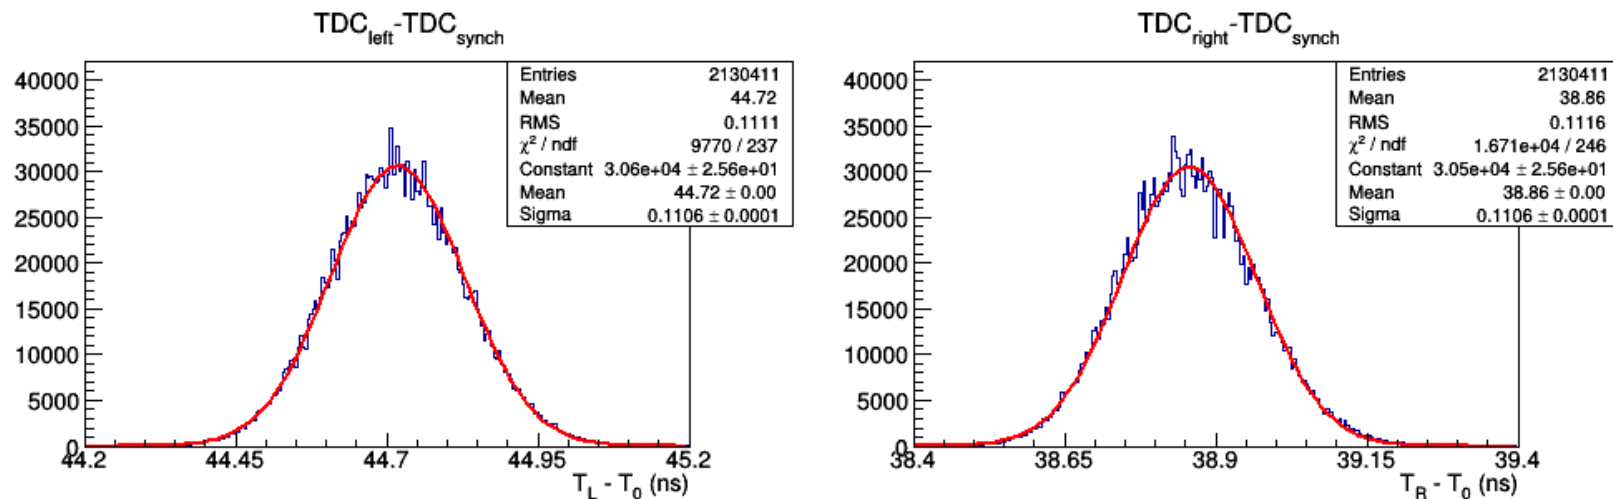 TDC_left-TDC_synch
40000
35000
30000
25000
20000
15000
10000
5000
0
Entries 2130411
Mean 44.72
RMS 0.1111
χ² / ndf 9770 / 237
Constant 3.06e+04 ± 2.56e+01
Mean 44.72 ± 0.00
Sigma 0.1106 ± 0.0001
44.2 44.45 44.7 44.95 45.2
T_L - T_0 (ns)
TDC_right-TDC_synch
40000
35000
30000
25000
20000
15000
10000
5000
0
Entries 2130411
Mean 38.86
RMS 0.1116
χ² / ndf 1.671e+04 / 246
Constant 3.05e+04 ± 2.56e+01
Mean 38.86 ± 0.00
Sigma 0.1106 ± 0.0001
38.4 38.65 38.9 39.15 39.4
T_R - T_0 (ns)